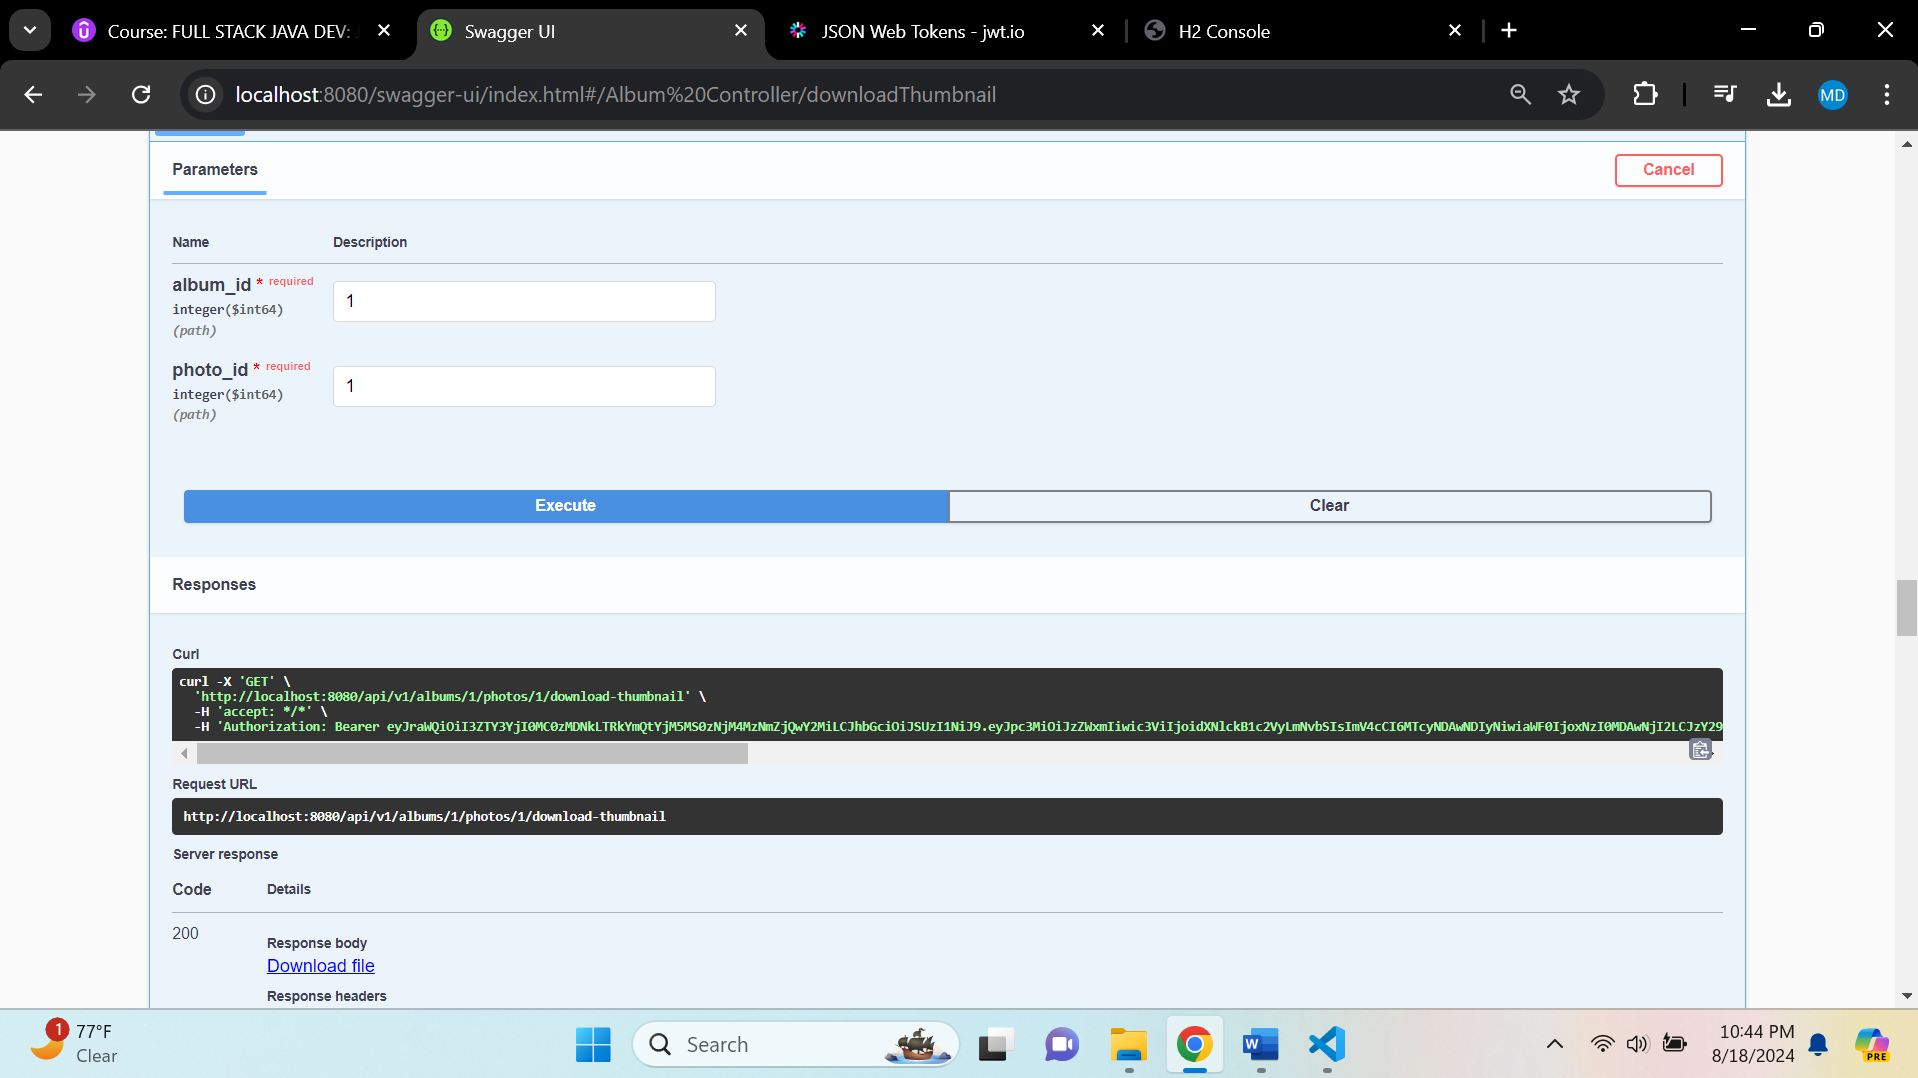 Course: FULL STACK JAVA DEV:
Swagger UI
JSON Web Tokens - jwt.io
H2 Console
localhost:8080/swagger-ui/index.html#/Album%20Controller/downloadThumbnail
MD
Parameters
Cancel
Name Description
album_id * required
integer($int64)
(path)
1
photo_id * required
integer($int64)
(path)
1
Execute
Clear
Responses
Curl
curl -X 'GET' \
'http://localhost:8080/api/v1/albums/1/photos/1/download-thumbnail' \
-H 'accept: */*' \
-H 'Authorization: Bearer eyJraWQiOiI3ZTY3YjI0MC0zMDNkLTRkYmQtYjM5MS0zNjM4MzNmZjQwY2MiLCJhbGciOiJSUzI1NiJ9.eyJpc3MiOiJzZWxmIiwic3ViIjoidXNlckB1c2VyLmNvbSIsImV4cCI6MTcyNDAwNDIyNiwiaWF0IjoxNzI0MDAwNjI2LCJzY29
Request URL
http://localhost:8080/api/v1/albums/1/photos/1/download-thumbnail
Server response
Code Details
200
Response body
Download file
Response headers
1
77°F
Clear
Search
W
PRE
10:44 PM
8/18/2024